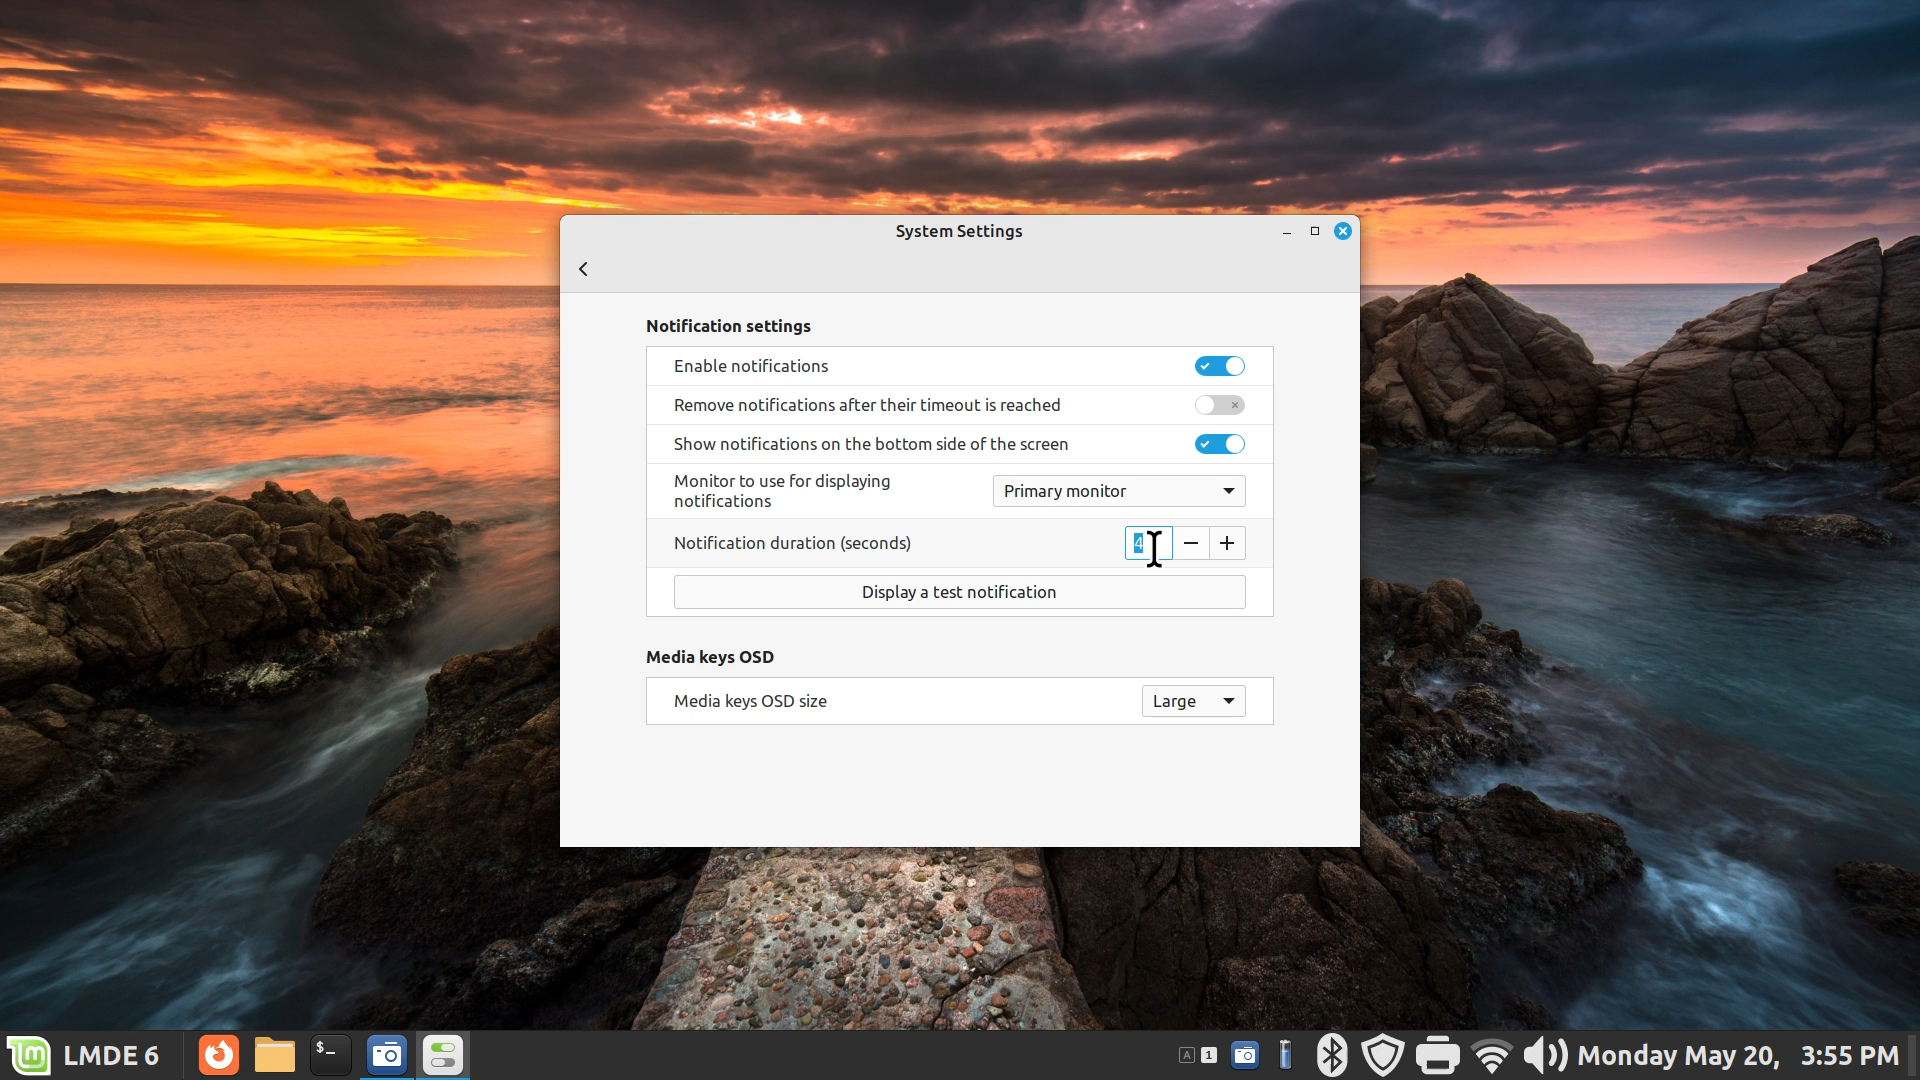 System Settings
Notification settings
Enable notifications
Remove notifications after their timeout is reached
Show notifications on the bottom side of the screen
Monitor to use for displaying
notifications
Primary monitor
Notification duration (seconds)
4
Display a test notification
Media keys OSD
Media keys OSD size
Large
lm LMDE 6
$_
A 1
Monday May 20, 3:55 PM